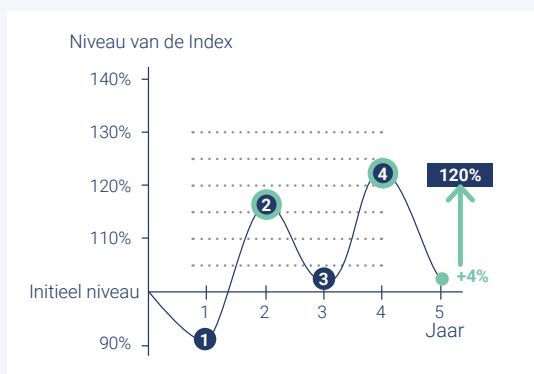 Niveau van de Index
140%
130%
120%
110%
Initieel niveau
90%
1
2
3
4
120%
+4%
1 2 3 4 5
Jaar